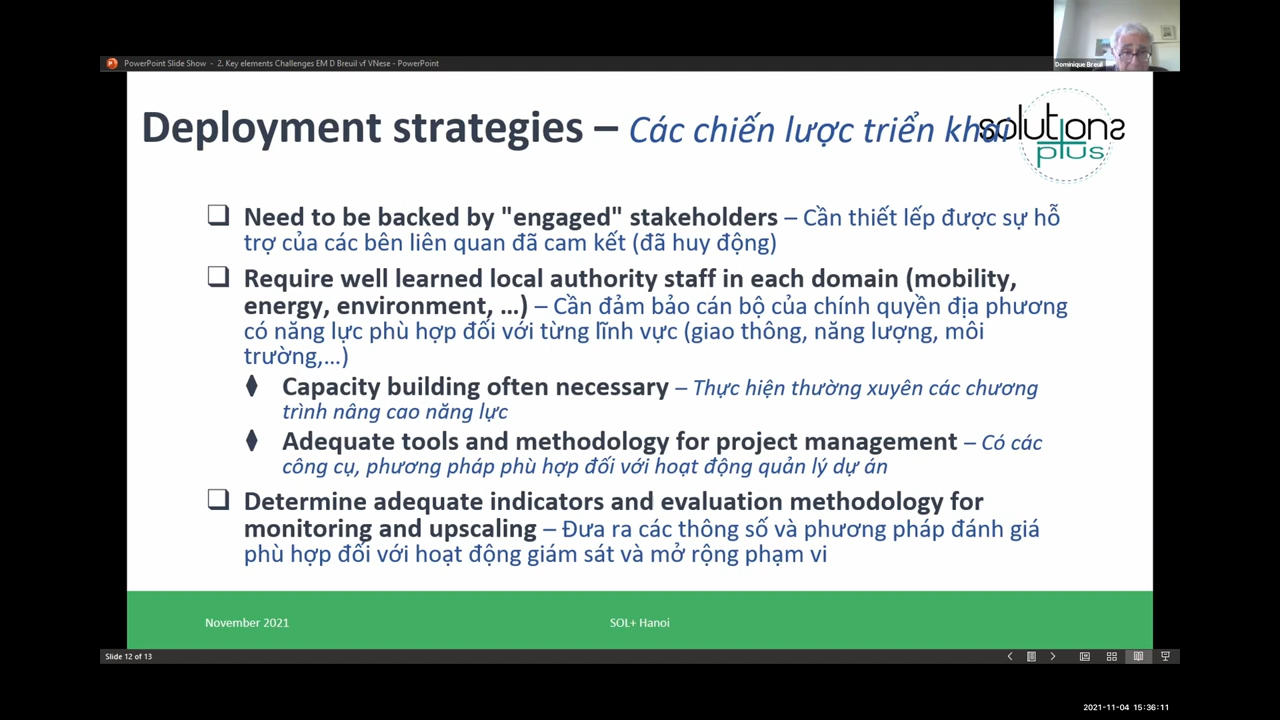 PowerPoint Slide Show - 2. Key elements Challenges EM D Breuil vf VNese - PowerPoint
Dominique Breuil
Deployment strategies – Các chiến lược triển khai
solutions
plus
❑ Need to be backed by "engaged" stakeholders – Cần thiết lếp được sự hỗ
trợ của các bên liên quan đã cam kết (đã huy động)
❑ Require well learned local authority staff in each domain (mobility,
energy, environment, …) – Cần đảm bảo cán bộ của chính quyền địa phương
có năng lực phù hợp đối với từng lĩnh vực (giao thông, năng lượng, môi
trường,…)
♦ Capacity building often necessary – Thực hiện thường xuyên các chương
trình nâng cao năng lực
♦ Adequate tools and methodology for project management – Có các
công cụ, phương pháp phù hợp đối với hoạt động quản lý dự án
❑ Determine adequate indicators and evaluation methodology for
monitoring and upscaling – Đưa ra các thông số và phương pháp đánh giá
phù hợp đối với hoạt động giám sát và mở rộng phạm vi
November 2021
SOL+ Hanoi
Slide 12 of 13
2021-11-04 15:36:11